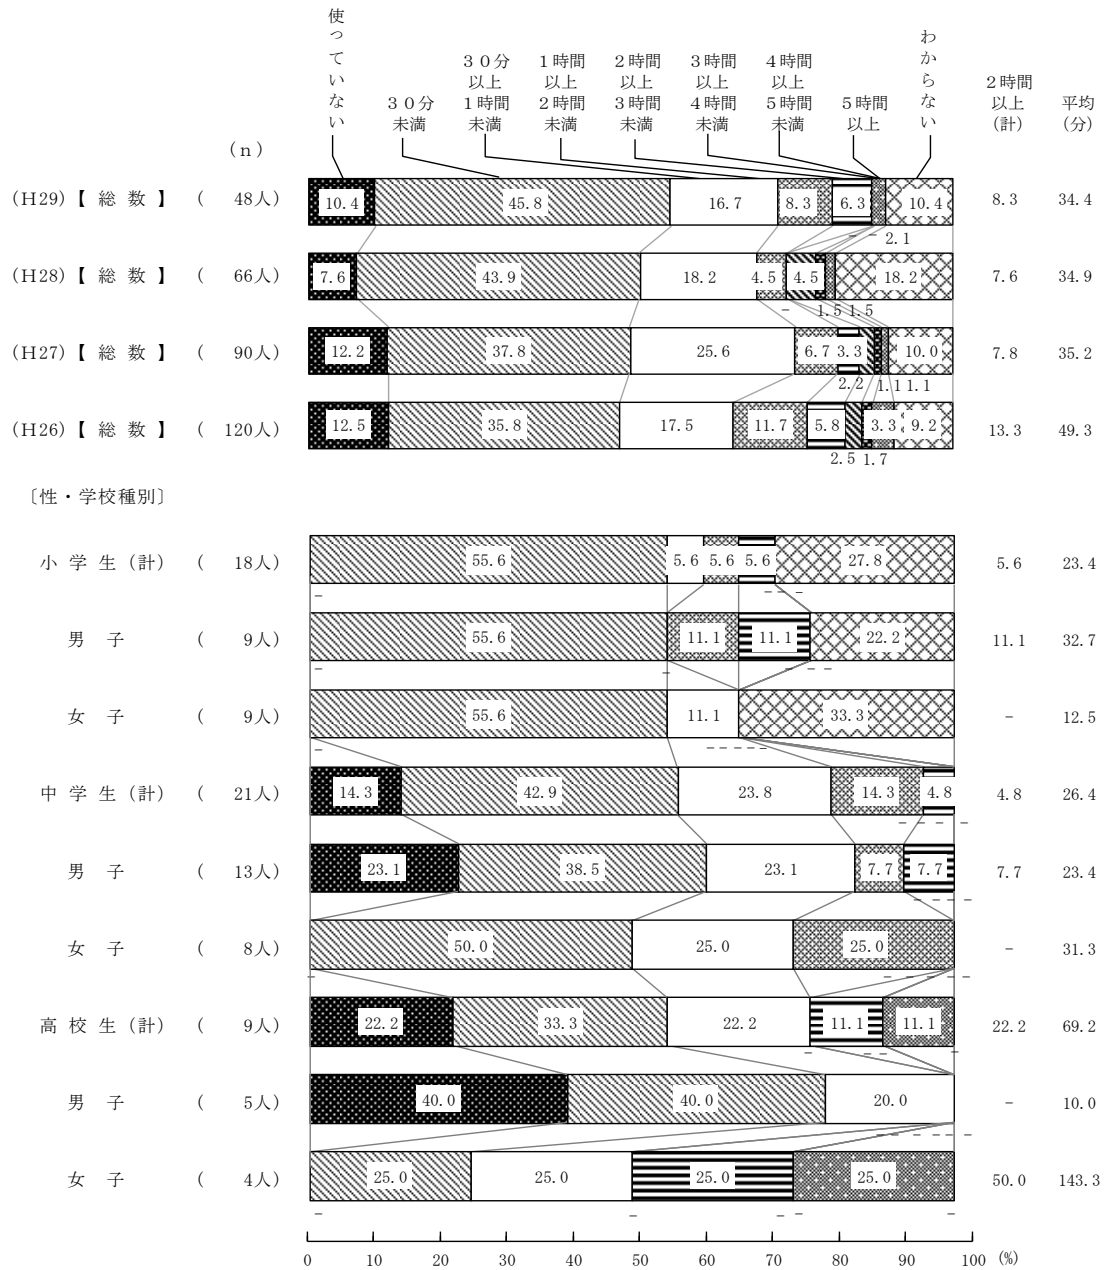 使っていない
３０分
未満
３０分
以上
１時間
未満
１時間
以上
２時間
未満
２時間
以上
３時間
未満
３時間
以上
４時間
未満
４時間
以上
５時間
未満
５時間
以上
わからない
２時間
以上
（計）
平均
（分）
（ｎ）
（H29）【 総 数 】 （ 48人） 10.4 45.8 16.7 8.3 6.3 10.4 8.3 34.4
- - 2.1
（H28）【 総 数 】 （ 66人） 7.6 43.9 18.2 4.5 4.5 18.2 7.6 34.9
- 1.5 1.5
（H27）【 総 数 】 （ 90人） 12.2 37.8 25.6 6.7 3.3 10.0 7.8 35.2
2.2 1.1 1.1
（H26）【 総 数 】 （ 120人） 12.5 35.8 17.5 11.7 5.8 3.3 9.2 13.3 49.3
2.5 1.7
〔性・学校種別〕
小 学 生（計） （ 18人） 55.6 5.6 5.6 5.6 27.8 5.6 23.4
- - - -
男 子 （ 9人） 55.6 11.1 11.1 22.2 11.1 32.7
- - - - -
女 子 （ 9人） 55.6 11.1 33.3 - 12.5
- - - - - -
中 学 生（計） （ 21人） 14.3 42.9 23.8 14.3 4.8 4.8 26.4
- - - -
男 子 （ 13人） 23.1 38.5 23.1 7.7 7.7 7.7 23.4
- - - -
女 子 （ 8人） 50.0 25.0 25.0 - 31.3
- - - - - -
高 校 生（計） （ 9人） 22.2 33.3 22.2 11.1 11.1 22.2 69.2
- - - -
男 子 （ 5人） 40.0 40.0 20.0 - 10.0
- - - - - -
女 子 （ 4人） 25.0 25.0 25.0 25.0 50.0 143.3
- - - - -
0 10 20 30 40 50 60 70 80 90 100 (%)